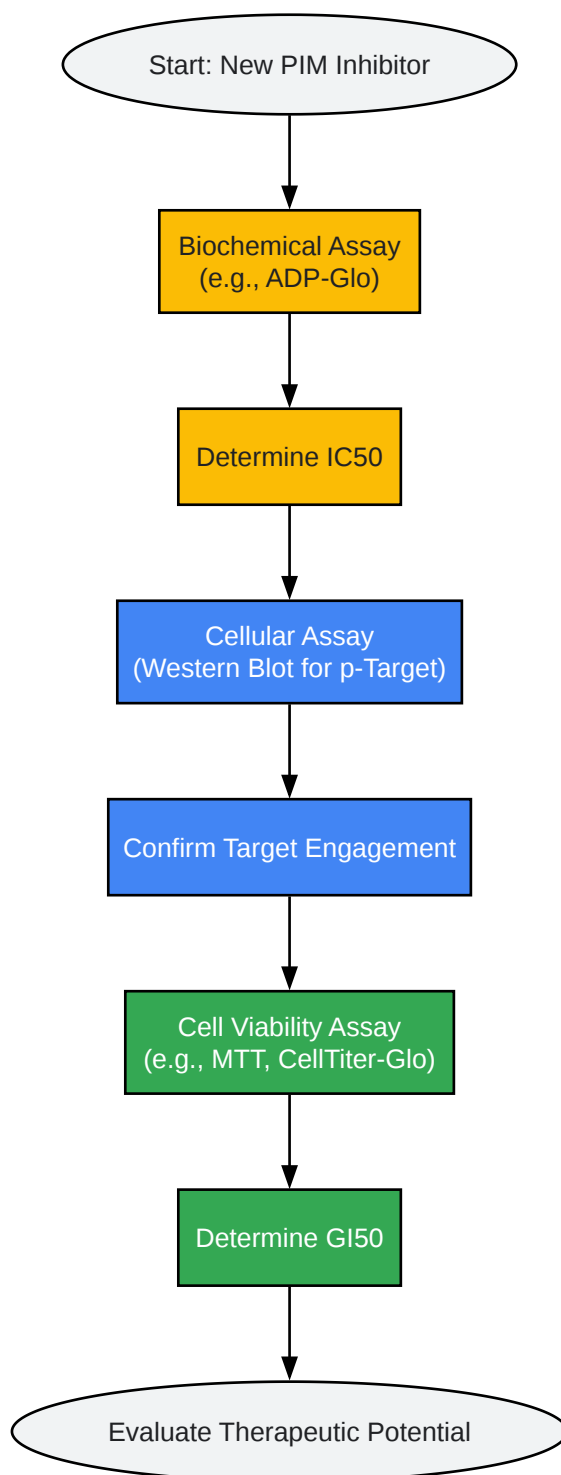 Start: New PIM Inhibitor
Biochemical Assay
(e.g., ADP-Glo)
Determine IC50
Cellular Assay
(Western Blot for p-Target)
Confirm Target Engagement
Cell Viability Assay
(e.g., MTT, CellTiter-Glo)
Determine GI50
Evaluate Therapeutic Potential